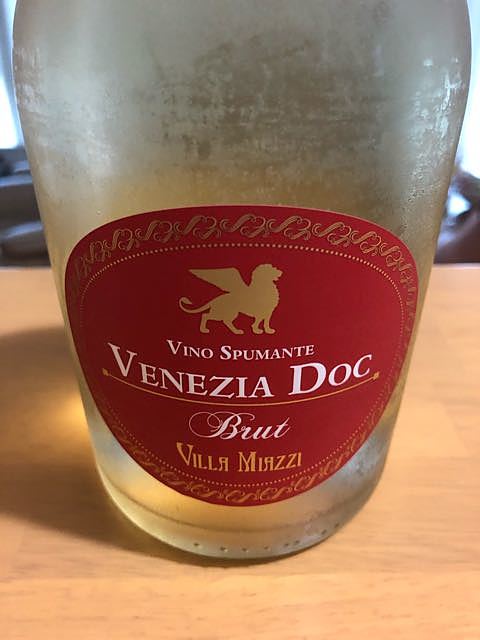 Vino Spumante
Venezia Doc
Brut
Villa Miazzi